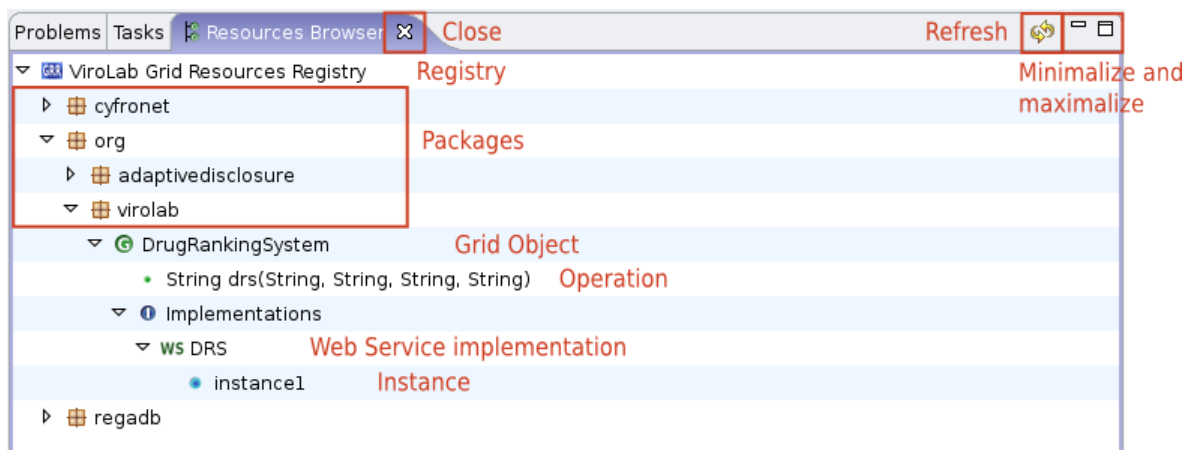 Problems Tasks Resources Browser Close Refresh
ViroLab Grid Resources Registry Registry Minimalize and
cyfronet maximalize
org Packages
adaptivedisclosure
virolab
G DrugRankingSystem Grid Object
String drs(String, String, String, String) Operation
I Implementations
WS DRS Web Service implementation
instance1 Instance
regadb